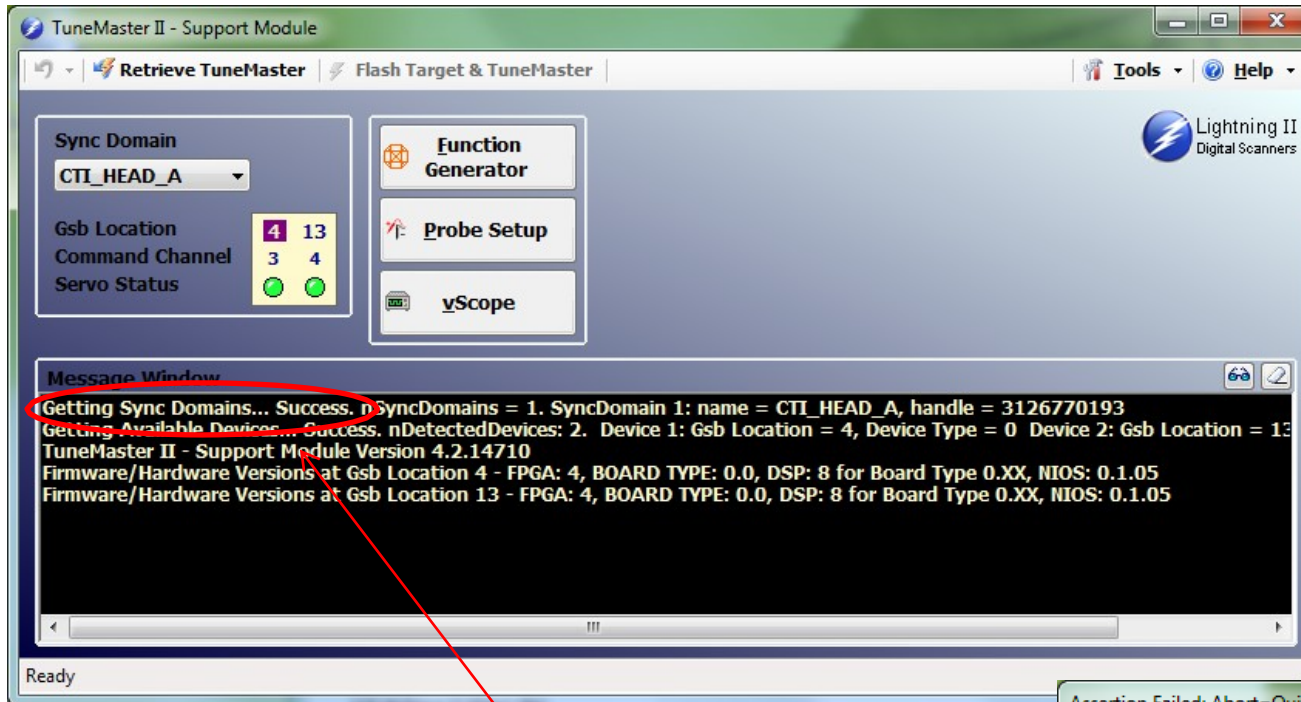 TuneMaster II - Support Module
Retrieve TuneMaster Flash Target & TuneMaster Tools Help
Lightning II
Digital Scanners
Sync Domain
CTI_HEAD_A
Gsb Location 4 13
Command Channel 3 4
Servo Status
Function
Generator
Probe Setup
vScope
Message Window
Getting Sync Domains... Success. nSyncDomains = 1. SyncDomain 1: name = CTI_HEAD_A, handle = 3126770193
Getting Available Devices... Success. nDetectedDevices: 2. Device 1: Gsb Location = 4, Device Type = 0 Device 2: Gsb Location = 13
TuneMaster II - Support Module Version 4.2.14710
Firmware/Hardware Versions at Gsb Location 4 - FPGA: 4, BOARD TYPE: 0.0, DSP: 8 for Board Type 0.XX, NIOS: 0.1.05
Firmware/Hardware Versions at Gsb Location 13 - FPGA: 4, BOARD TYPE: 0.0, DSP: 8 for Board Type 0.XX, NIOS: 0.1.05
Ready
Assertion Failed: Abort=Qui